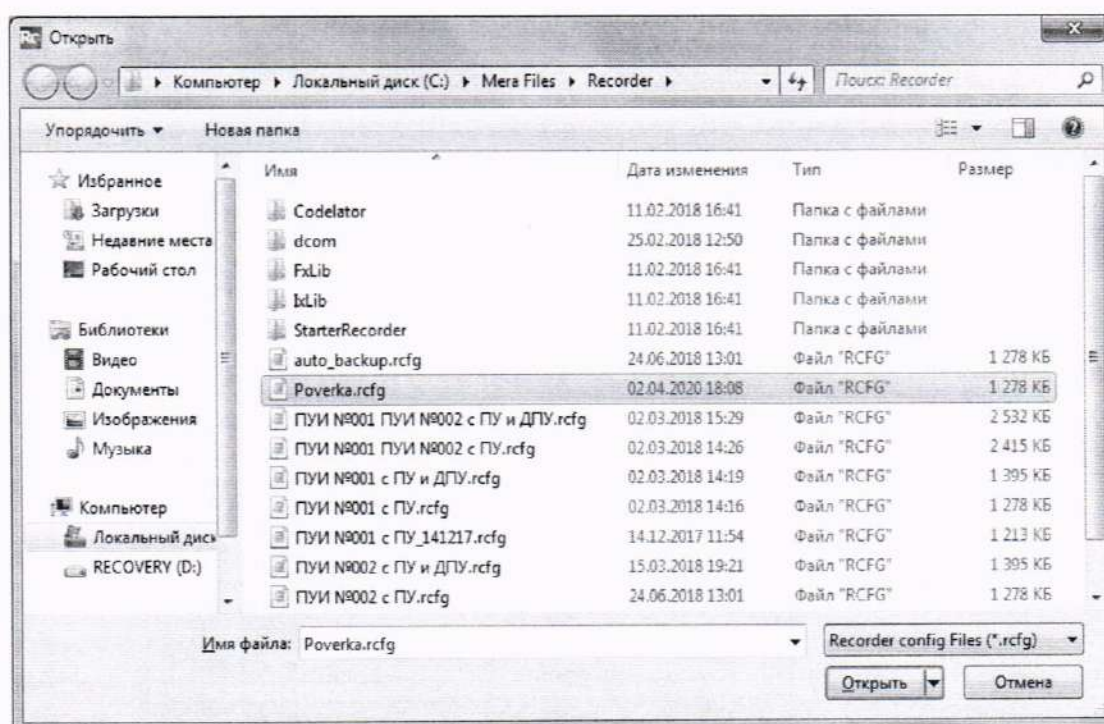 Открыть
Компьютер ▸ Локальный диск (C:) ▸ Mera Files ▸ Recorder ▸
Поиск: Recorder
Упорядочить ▼ Новая папка
Имя Дата изменения Тип Размер
Избранное
Загрузки
Недавние места
Рабочий стол
Библиотеки
Видео
Документы
Изображения
Музыка
Компьютер
Локальный диск
RECOVERY (D:)
Codelator 11.02.2018 16:41 Папка с файлами
dcom 25.02.2018 12:50 Папка с файлами
FxLib 11.02.2018 16:41 Папка с файлами
IxLib 11.02.2018 16:41 Папка с файлами
StarterRecorder 11.02.2018 16:41 Папка с файлами
auto_backup.rcfg 24.06.2018 13:01 Файл "RCFG" 1 278 КБ
Poverka.rcfg 02.04.2020 18:08 Файл "RCFG" 1 278 КБ
ПУИ №001 ПУИ №002 с ПУ и ДПУ.rcfg 02.03.2018 15:29 Файл "RCFG" 2 532 КБ
ПУИ №001 ПУИ №002 с ПУ.rcfg 02.03.2018 14:26 Файл "RCFG" 2 415 КБ
ПУИ №001 с ПУ и ДПУ.rcfg 02.03.2018 14:19 Файл "RCFG" 1 395 КБ
ПУИ №001 с ПУ.rcfg 02.03.2018 14:16 Файл "RCFG" 1 278 КБ
ПУИ №001 с ПУ_141217.rcfg 14.12.2017 11:54 Файл "RCFG" 1 213 КБ
ПУИ №002 с ПУ и ДПУ.rcfg 15.03.2018 19:21 Файл "RCFG" 1 395 КБ
ПУИ №002 с ПУ.rcfg 24.06.2018 13:01 Файл "RCFG" 1 278 КБ
Имя файла: Poverka.rcfg
Recorder config Files (*.rcfg)
Открыть Отмена